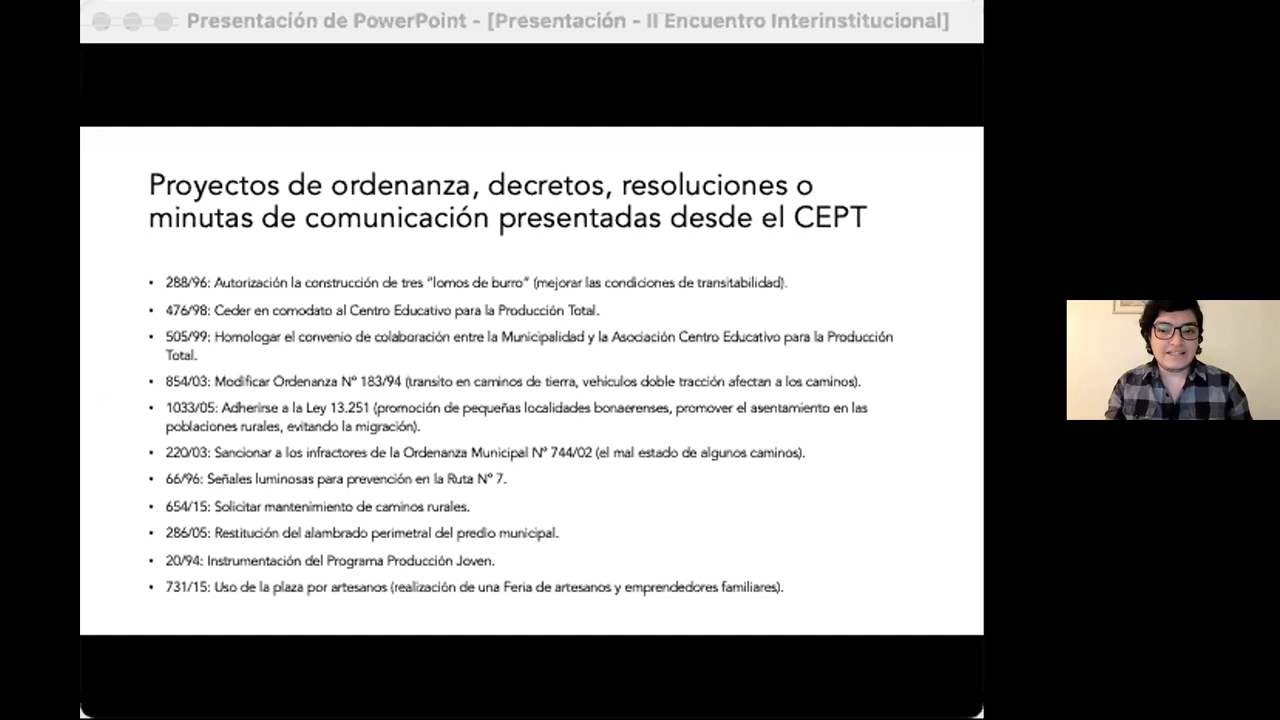 Presentación de PowerPoint - [Presentación - II Encuentro Interinstitucional]
Proyectos de ordenanza, decretos, resoluciones o
minutas de comunicación presentadas desde el CEPT
• 288/96: Autorización la construcción de tres "lomos de burro" (mejorar las condiciones de transitabilidad).
• 476/98: Ceder en comodato al Centro Educativo para la Producción Total.
• 505/99: Homologar el convenio de colaboración entre la Municipalidad y la Asociación Centro Educativo para la Producción
Total.
• 854/03: Modificar Ordenanza Nº 183/94 (transito en caminos de tierra, vehículos doble tracción afectan a los caminos).
• 1033/05: Adherirse a la Ley 13.251 (promoción de pequeñas localidades bonaerenses, promover el asentamiento en las
poblaciones rurales, evitando la migración).
• 220/03: Sancionar a los infractores de la Ordenanza Municipal Nº 744/02 (el mal estado de algunos caminos).
• 66/96: Señales luminosas para prevención en la Ruta Nº 7.
• 654/15: Solicitar mantenimiento de caminos rurales.
• 286/05: Restitución del alambrado perimetral del predio municipal.
• 20/94: Instrumentación del Programa Producción Joven.
• 731/15: Uso de la plaza por artesanos (realización de una Feria de artesanos y emprendedores familiares).